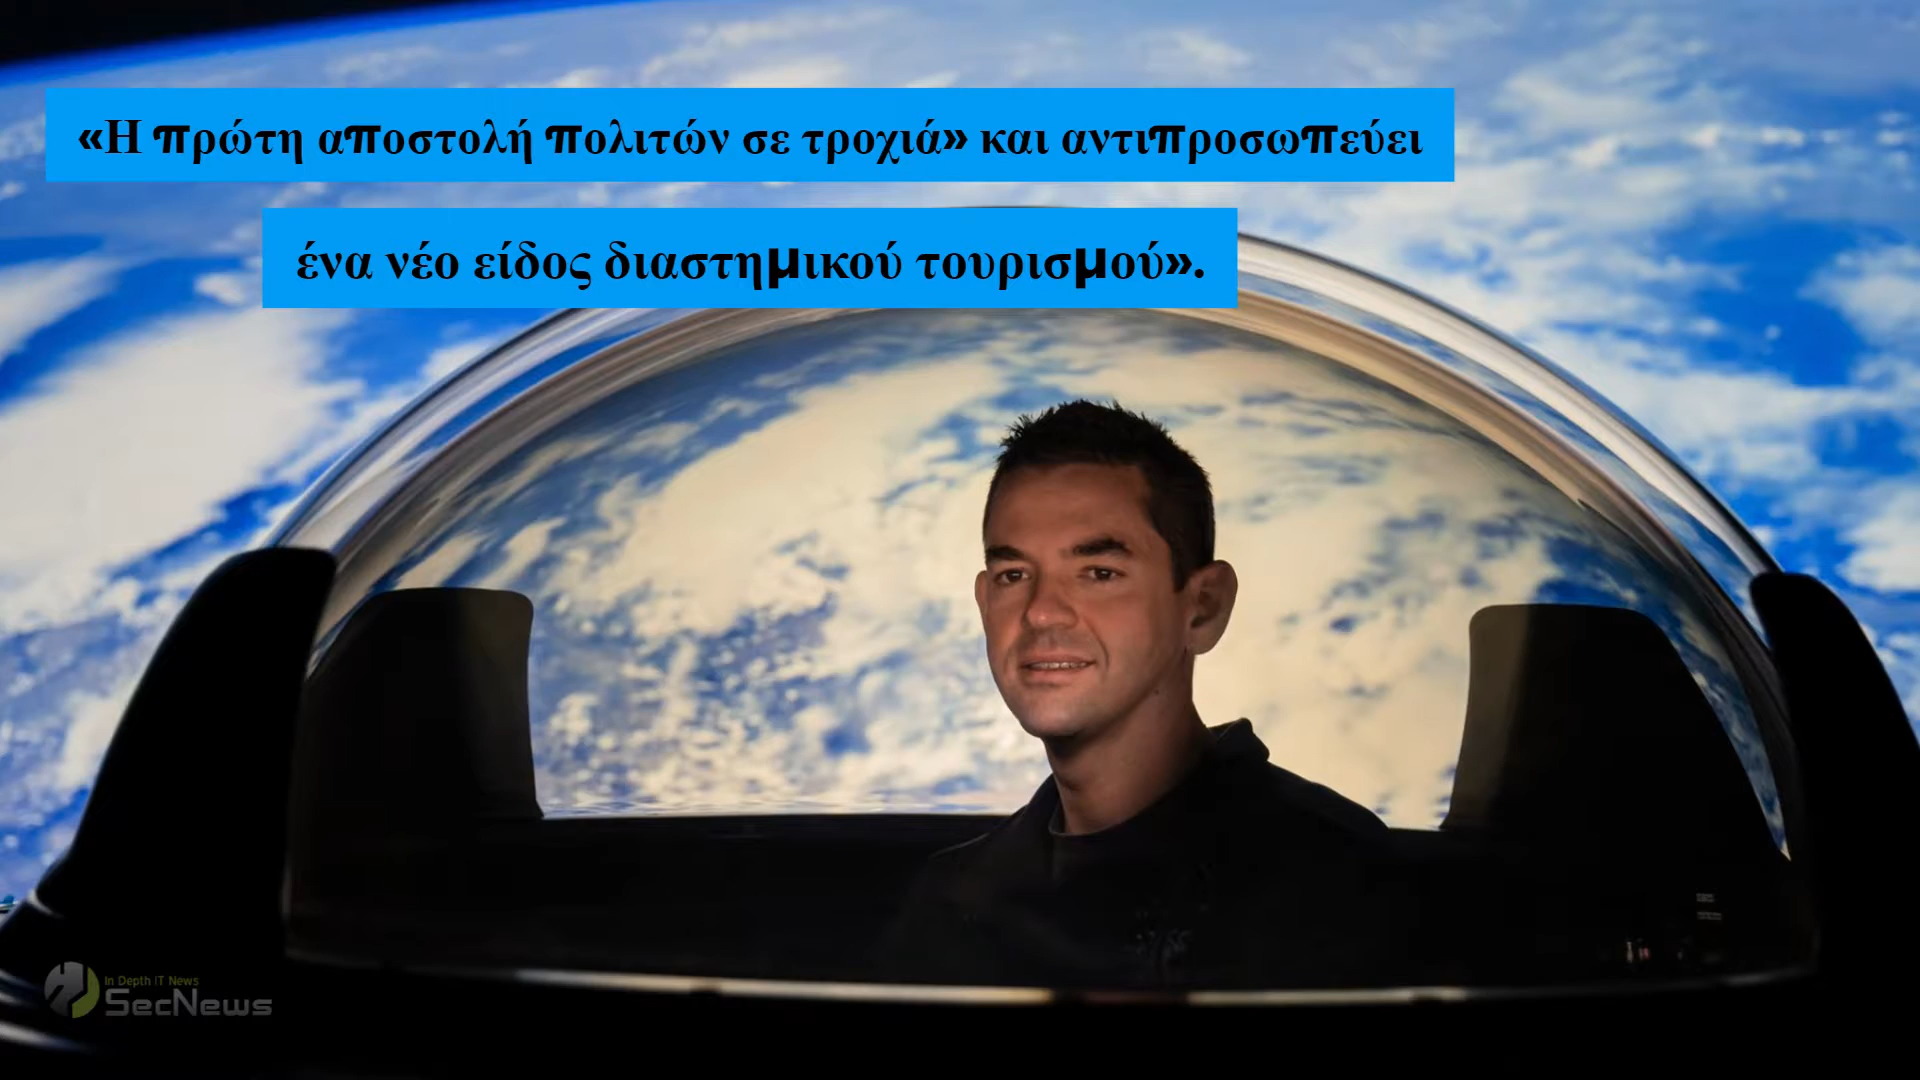 «Η πρώτη αποστολή πολιτών σε τροχιά» και αντιπροσωπεύει
ένα νέο είδος διαστημικού τουρισμού».
In Depth IT News
SecNews